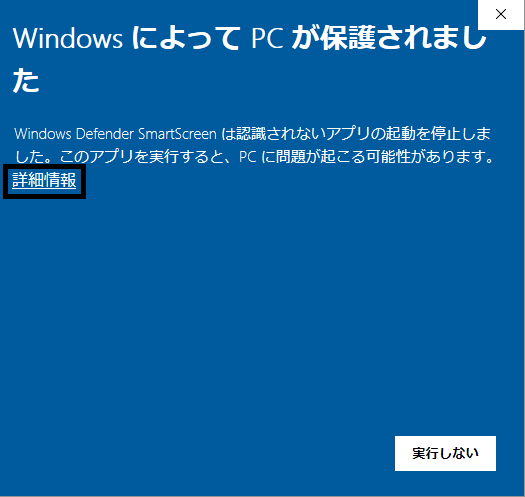 Windows によって PC が保護されまし
た
Windows Defender SmartScreen は認識されないアプリの起動を停止しま
した。このアプリを実行すると、PC に問題が起こる可能性があります。
詳細情報
実行しない